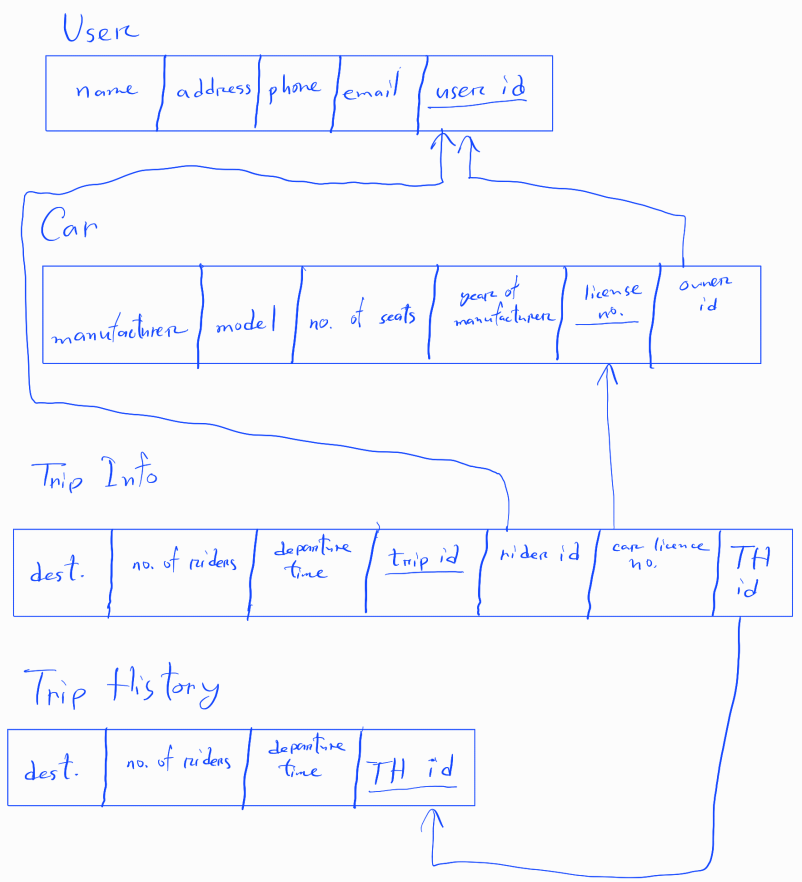 User
name address phone email user id
Car
manufacturer model no. of seats year of manufacturer license no. owner id
Trip Info
dest. no. of riders departure time trip id rider id car licence no. TH id
Trip History
dest. no. of riders departure time TH id